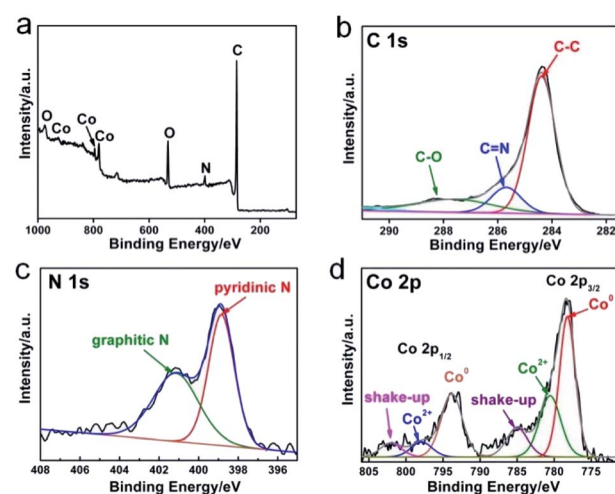 a
C
O
Co
Co
Co
O
N
Intensity/a.u.
1000 800 600 400 200
Binding Energy/eV
b
C 1s
C-C
C=N
C-O
Intensity/a.u.
290 288 286 284 282
Binding Energy/eV
c
N 1s
pyridinic N
graphitic N
Intensity/a.u.
408 406 404 402 400 398 396
Binding Energy/eV
d
Co 2p
Co 2p3/2
Co0
Co 2p1/2
Co2+
Co0
shake-up
shake-up
Co2+
Intensity/a.u.
805 800 795 790 785 780 775
Binding Energy/eV